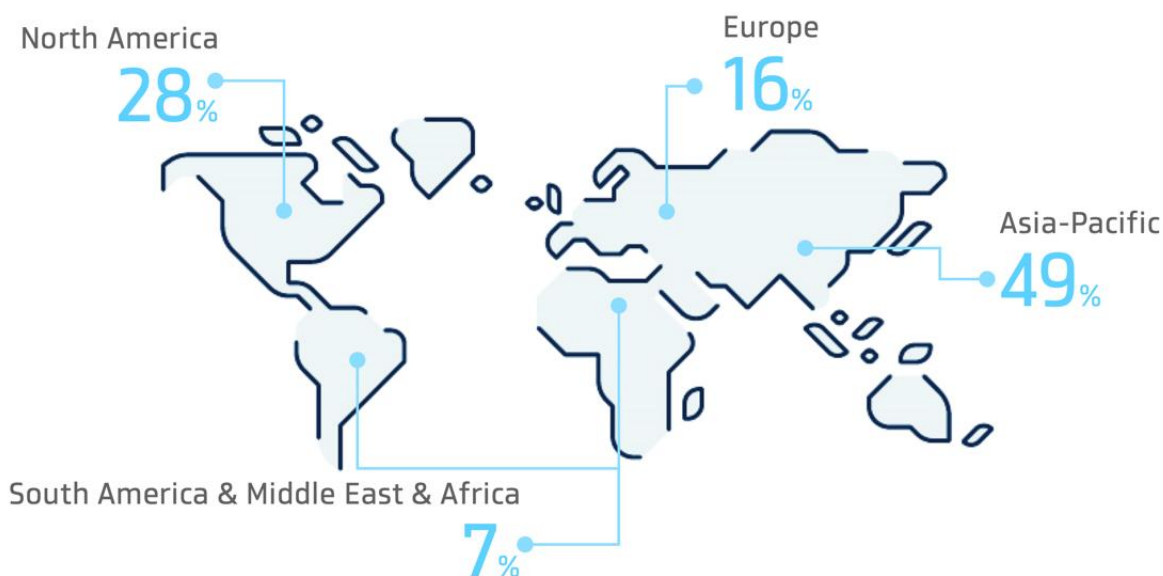 North America
28%
Europe
16%
Asia-Pacific
49%
South America & Middle East & Africa
7%